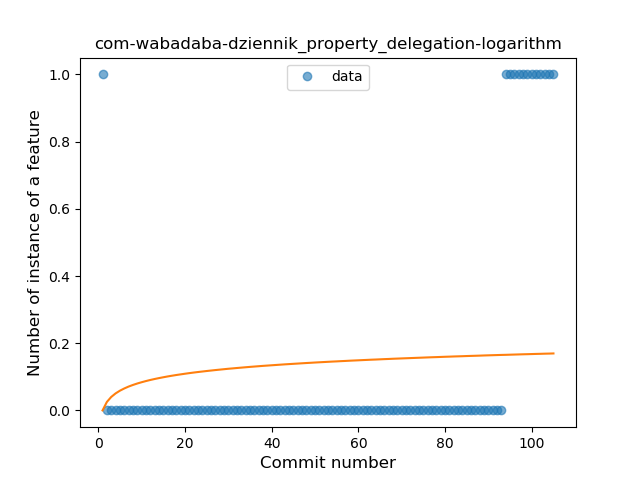 com-wabadaba-dziennik_property_delegation-logarithm
data
Number of instance of a feature
1.0
0.8
0.6
0.4
0.2
0.0
0 20 40 60 80 100
Commit number